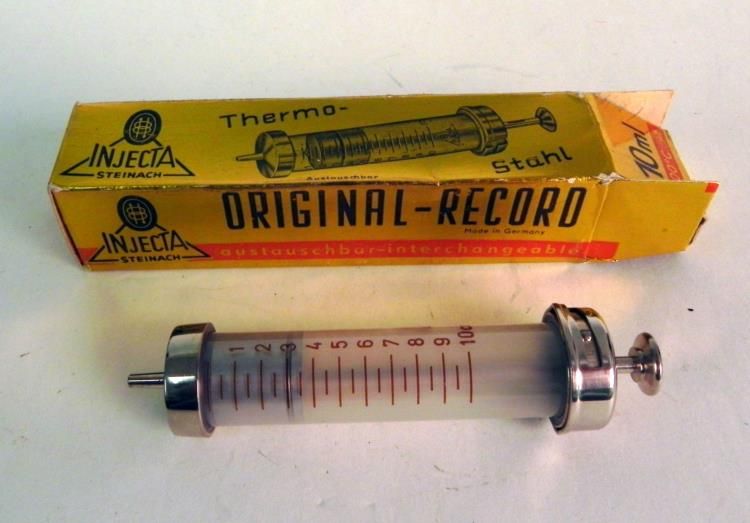 Thermo-
Stahl
INJECTA
STEINACH
Austauschbar
10ml
ORIGINAL-RECORD
Made in Germany
INJECTA
STEINACH
austauschbar-interchangeable
1 2 3 4 5 6 7 8 9 10